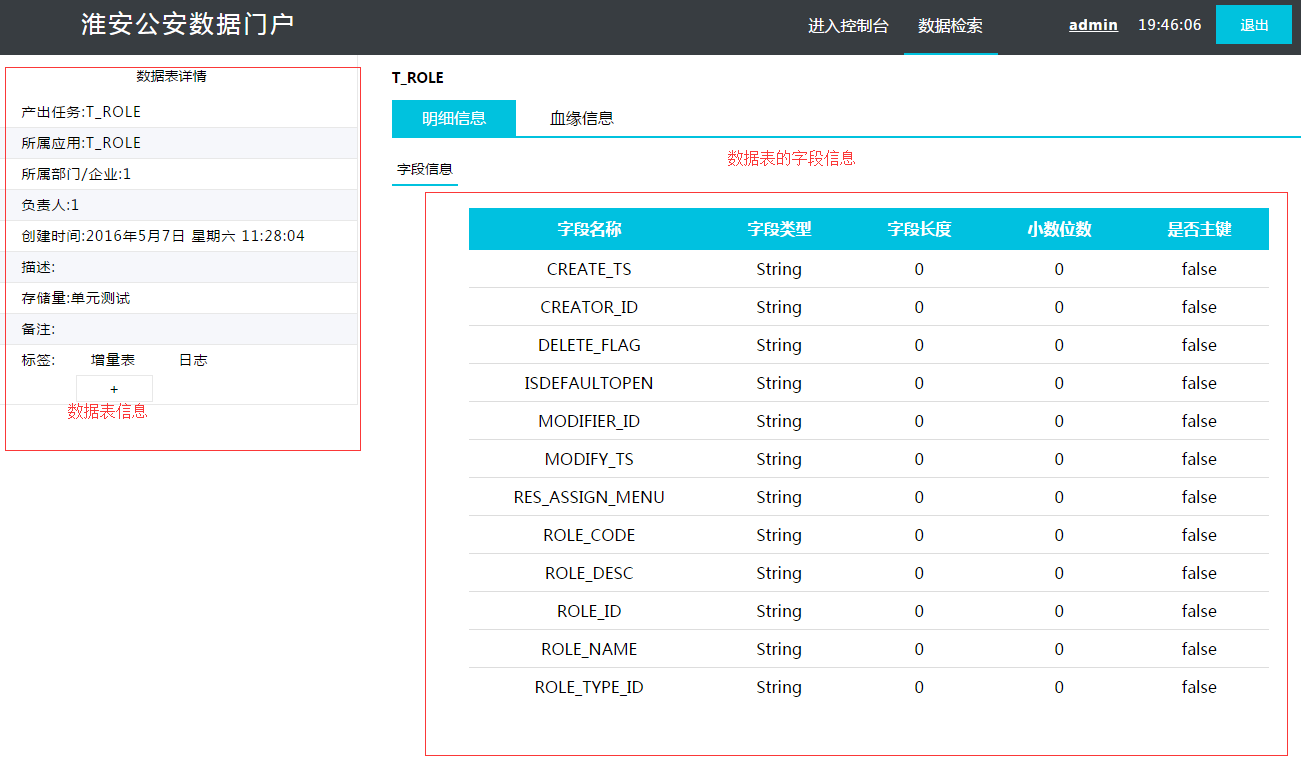 淮安公安数据门户
进入控制台 数据检索 admin 19:46:06 退出
数据表详情
产出任务:T_ROLE
所属应用:T_ROLE
所属部门/企业:1
负责人:1
创建时间:2016年5月7日 星期六 11:28:04
描述:
存储量:单元测试
备注:
标签: 增量表 日志
+
数据表信息
T_ROLE
明细信息 血缘信息
数据表的字段信息
字段信息
字段名称 字段类型 字段长度 小数位数 是否主键
CREATE_TS String 0 0 false
CREATOR_ID String 0 0 false
DELETE_FLAG String 0 0 false
ISDEFAULTOPEN String 0 0 false
MODIFIER_ID String 0 0 false
MODIFY_TS String 0 0 false
RES_ASSIGN_MENU String 0 0 false
ROLE_CODE String 0 0 false
ROLE_DESC String 0 0 false
ROLE_ID String 0 0 false
ROLE_NAME String 0 0 false
ROLE_TYPE_ID String 0 0 false